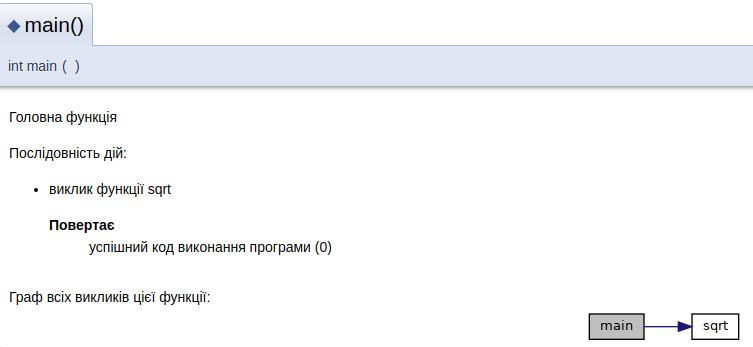 main()
int main ( )
Головна функція
Послідовність дій:
виклик функції sqrt
Повертає
успішний код виконання програми (0)
Граф всіх викликів цієї функції:
main sqrt